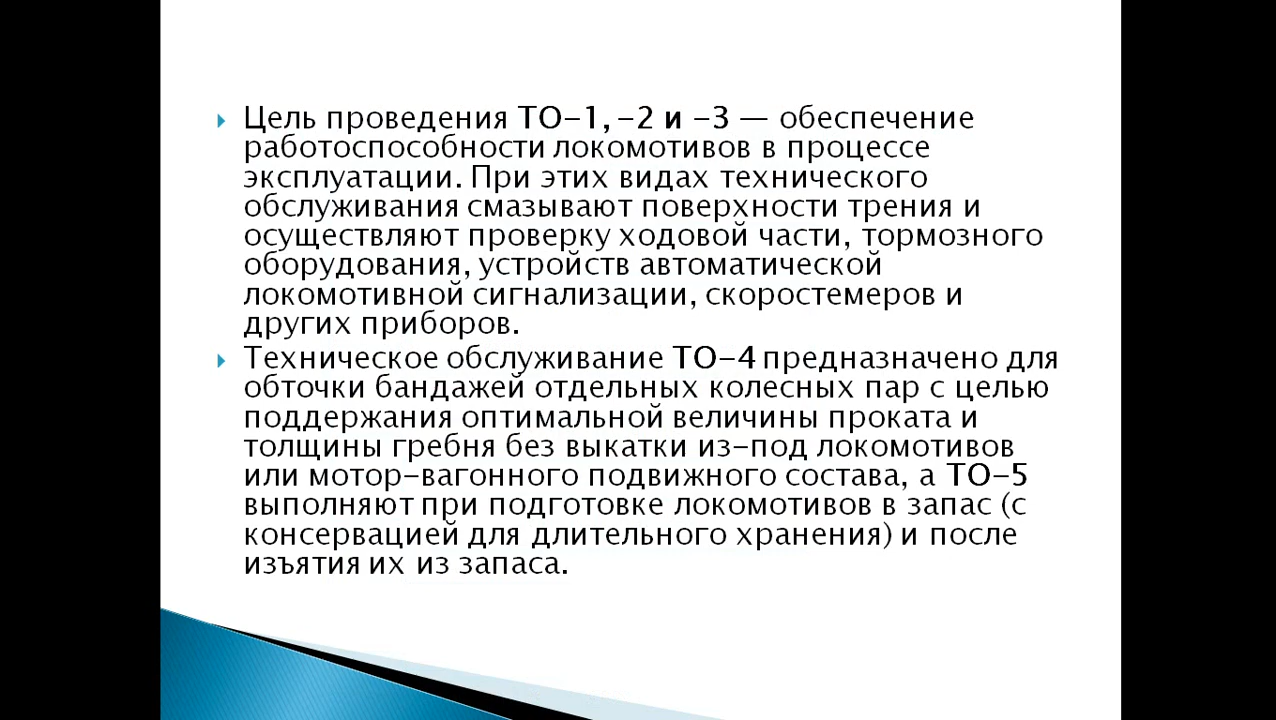 Цель проведения ТО-1, -2 и -3 — обеспечение
работоспособности локомотивов в процессе
эксплуатации. При этих видах технического
обслуживания смазывают поверхности трения и
осуществляют проверку ходовой части, тормозного
оборудования, устройств автоматической
локомотивной сигнализации, скоростемеров и
других приборов.
Техническое обслуживание ТО-4 предназначено для
обточки бандажей отдельных колесных пар с целью
поддержания оптимальной величины проката и
толщины гребня без выкатки из-под локомотивов
или мотор-вагонного подвижного состава, а ТО-5
выполняют при подготовке локомотивов в запас (с
консервацией для длительного хранения) и после
изъятия их из запаса.